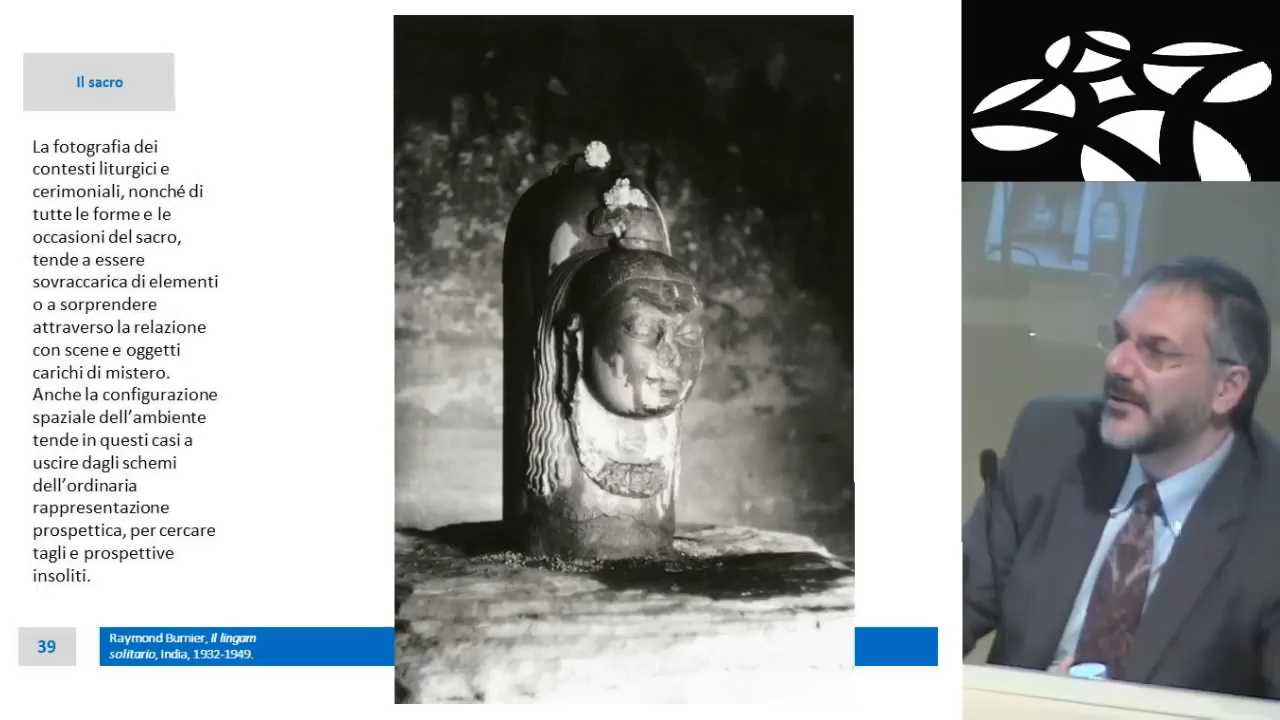 Il sacro
La fotografia dei
contesti liturgici e
cerimoniali, nonché di
tutte le forme e le
occasioni del sacro,
tende a essere
sovraccarica di elementi
o a sorprendere
attraverso la relazione
con scene e oggetti
carichi di mistero.
Anche la configurazione
spaziale dell'ambiente
tende in questi casi a
uscire dagli schemi
dell'ordinaria
rappresentazione
prospettica, per cercare
tagli e prospettive
insoliti.
39
Raymond Burnier, Il lingam
solitario, India, 1932-1949.